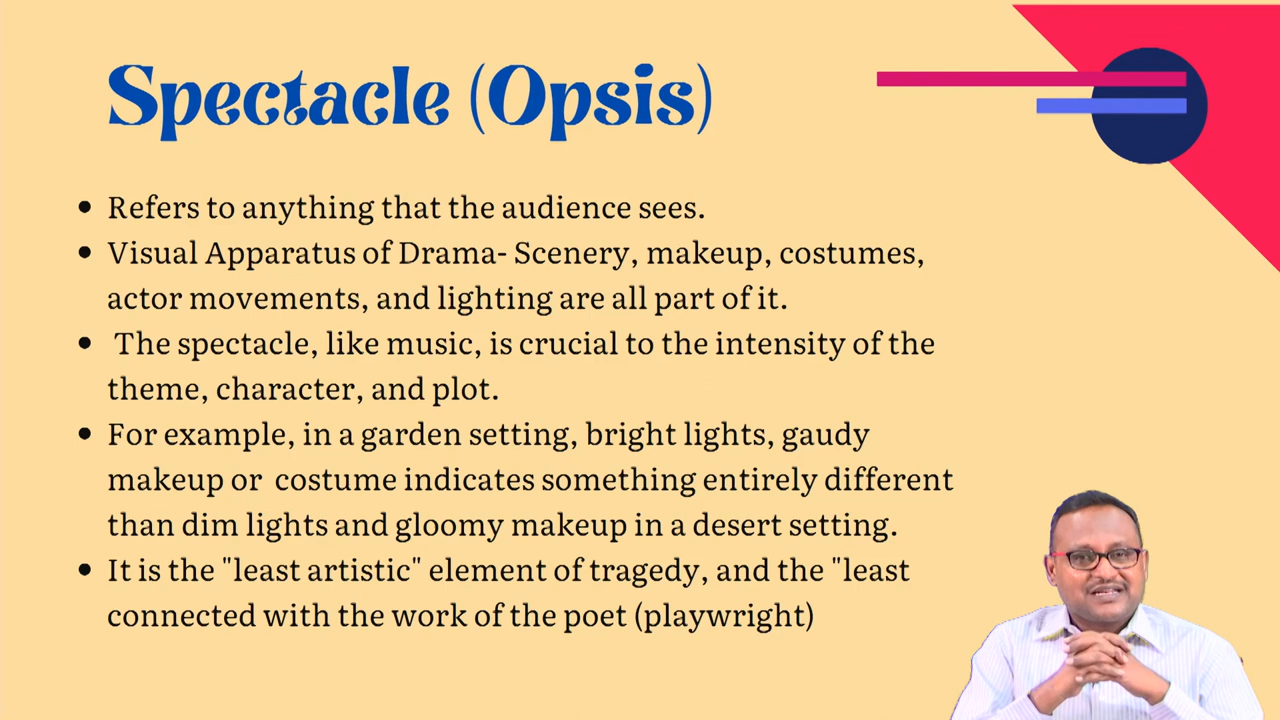 Spectacle (Opsis)
• Refers to anything that the audience sees.
• Visual Apparatus of Drama- Scenery, makeup, costumes,
actor movements, and lighting are all part of it.
• The spectacle, like music, is crucial to the intensity of the
theme, character, and plot.
• For example, in a garden setting, bright lights, gaudy
makeup or costume indicates something entirely different
than dim lights and gloomy makeup in a desert setting.
• It is the "least artistic" element of tragedy, and the "least
connected with the work of the poet (playwright)